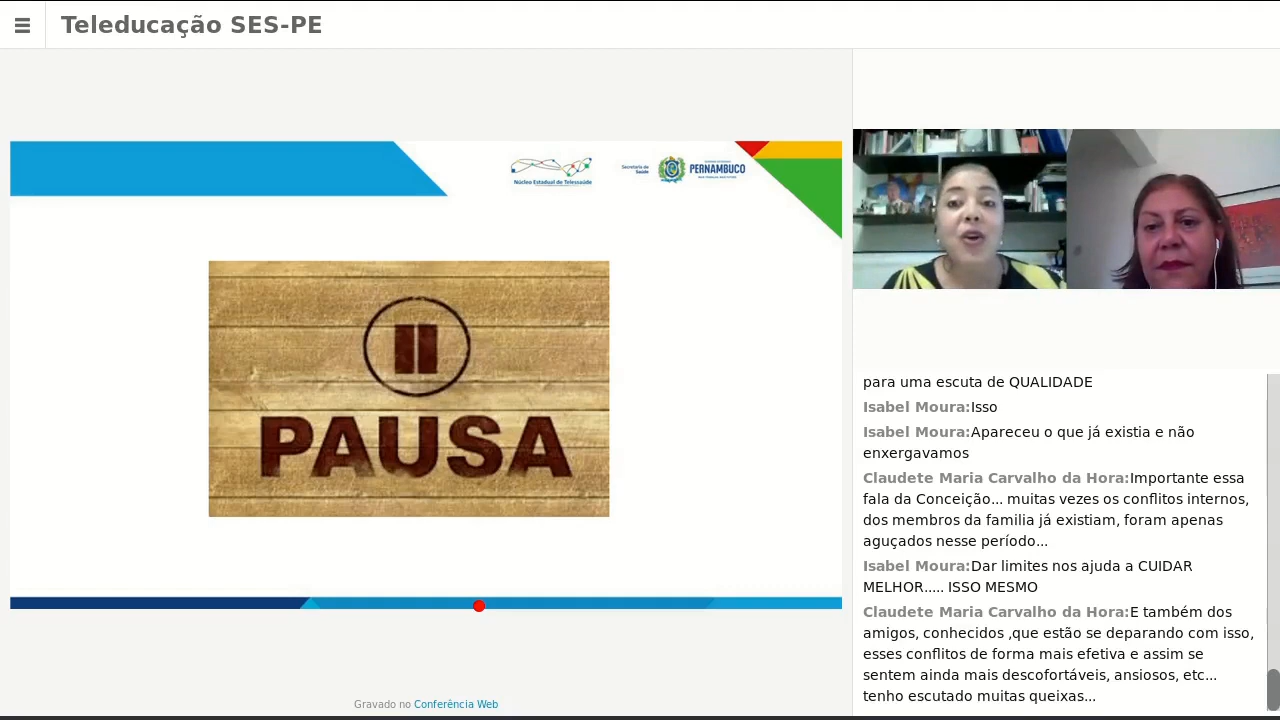 Teleducação SES-PE
Núcleo Estadual de Telessaúde
Secretaria de
Saúde
PERNAMBUCO
PAUSA
para uma escuta de QUALIDADE
Isabel Moura:Isso
Isabel Moura:Apareceu o que já existia e não
enxergavamos
Claudete Maria Carvalho da Hora:Importante essa
fala da Conceição... muitas vezes os conflitos internos,
dos membros da familia já existiam, foram apenas
aguçados nesse período...
Isabel Moura:Dar limites nos ajuda a CUIDAR
MELHOR..... ISSO MESMO
Claudete Maria Carvalho da Hora:E também dos
amigos, conhecidos ,que estão se deparando com isso,
esses conflitos de forma mais efetiva e assim se
sentem ainda mais descofortáveis, ansiosos, etc...
tenho escutado muitas queixas...
Gravado no Conferência Web